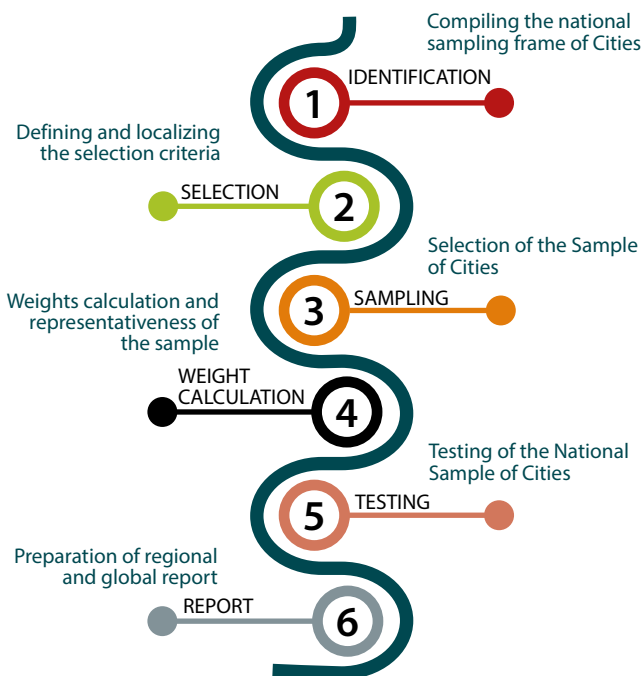 Compiling the national
sampling frame of Cities
1
IDENTIFICATION
Defining and localizing
the selection criteria
SELECTION
2
Selection of the Sample
of Cities
3
SAMPLING
Weights calculation and
representativeness of
the sample
WEIGHT
CALCULATION
4
Testing of the National
Sample of Cities
5
TESTING
Preparation of regional
and global report
REPORT
6